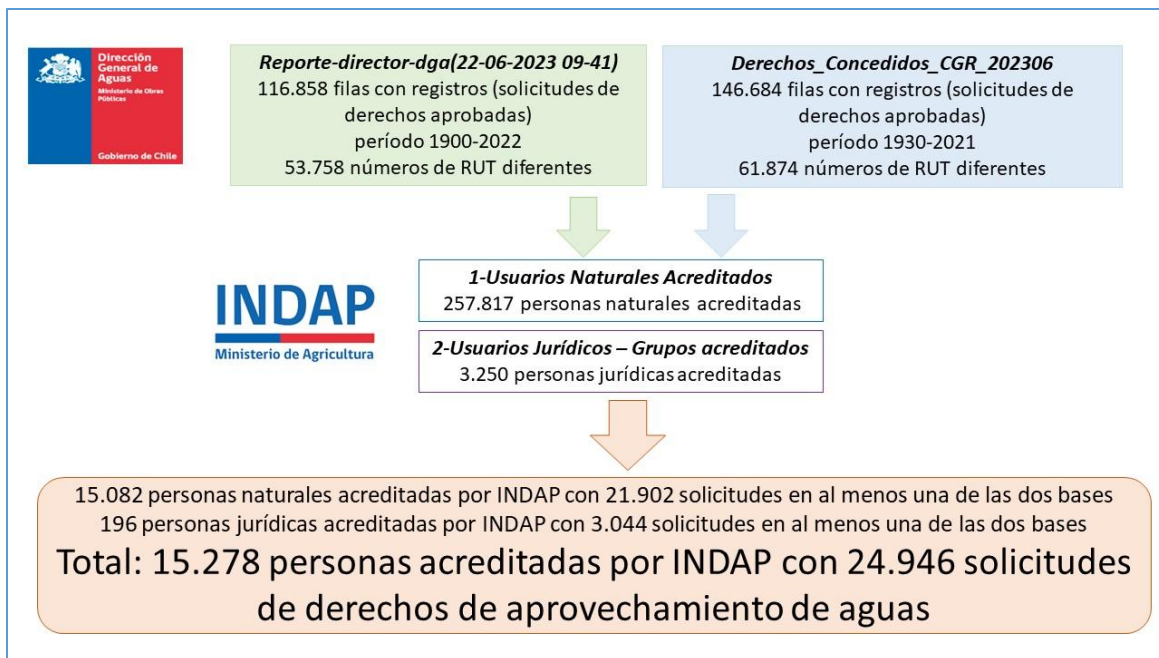 Dirección
General de
Aguas
Ministerio de Obras
Públicas
Gobierno de Chile
Reporte-director-dga(22-06-2023 09-41)
116.858 filas con registros (solicitudes de
derechos aprobadas)
período 1900-2022
53.758 números de RUT diferentes
Derechos_Concedidos_CGR_202306
146.684 filas con registros (solicitudes de
derechos aprobadas)
período 1930-2021
61.874 números de RUT diferentes
INDAP
Ministerio de Agricultura
1-Usuarios Naturales Acreditados
257.817 personas naturales acreditadas
2-Usuarios Jurídicos – Grupos acreditados
3.250 personas jurídicas acreditadas
15.082 personas naturales acreditadas por INDAP con 21.902 solicitudes en al menos una de las dos bases
196 personas jurídicas acreditadas por INDAP con 3.044 solicitudes en al menos una de las dos bases
Total: 15.278 personas acreditadas por INDAP con 24.946 solicitudes
de derechos de aprovechamiento de aguas